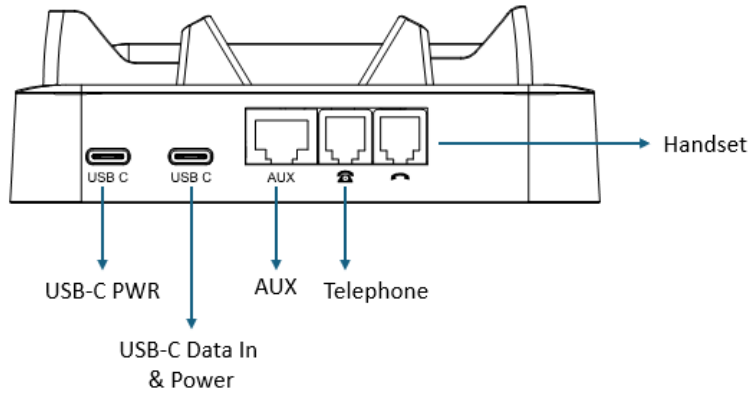 Handset
USB C
USB C
AUX
USB-C PWR
AUX
Telephone
USB-C Data In
& Power